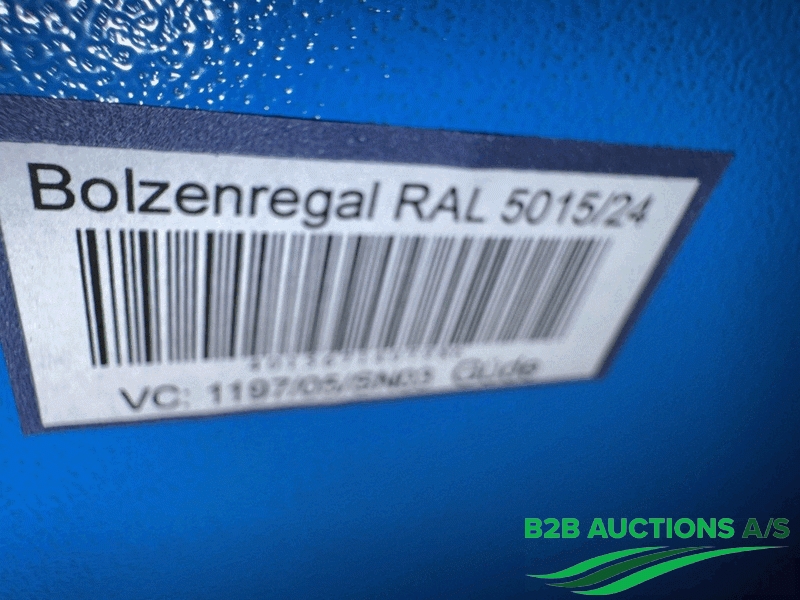 Bolzenregal RAL 5015/24
VC: 1197/05/SN03 Güde
B2B AUCTIONS A/S